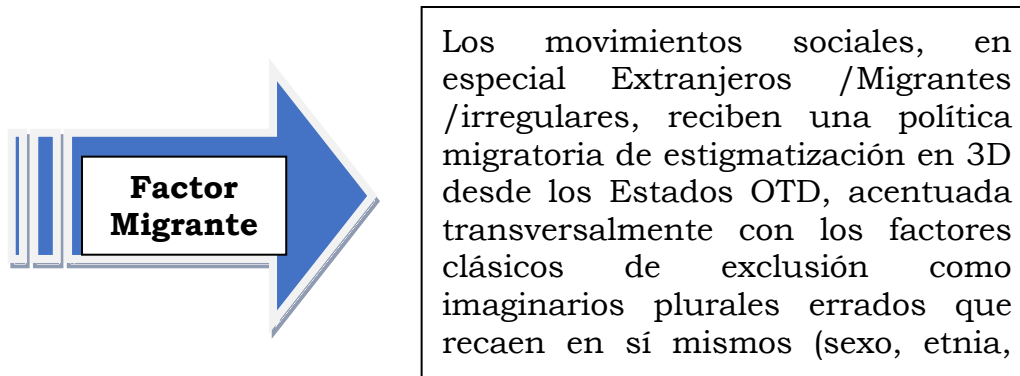 Factor
Migrante
Los movimientos sociales, en
especial Extranjeros /Migrantes
/irregulares, reciben una política
migratoria de estigmatización en 3D
desde los Estados OTD, acentuada
transversalmente con los factores
clásicos de exclusión como
imaginarios plurales errados que
recaen en sí mismos (sexo, etnia,